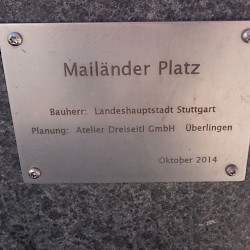 Mailänder Platz
Bauherr: Landeshauptstadt Stuttgart
Planung: Atelier Dreiseitl GmbH Überlingen
Oktober 2014